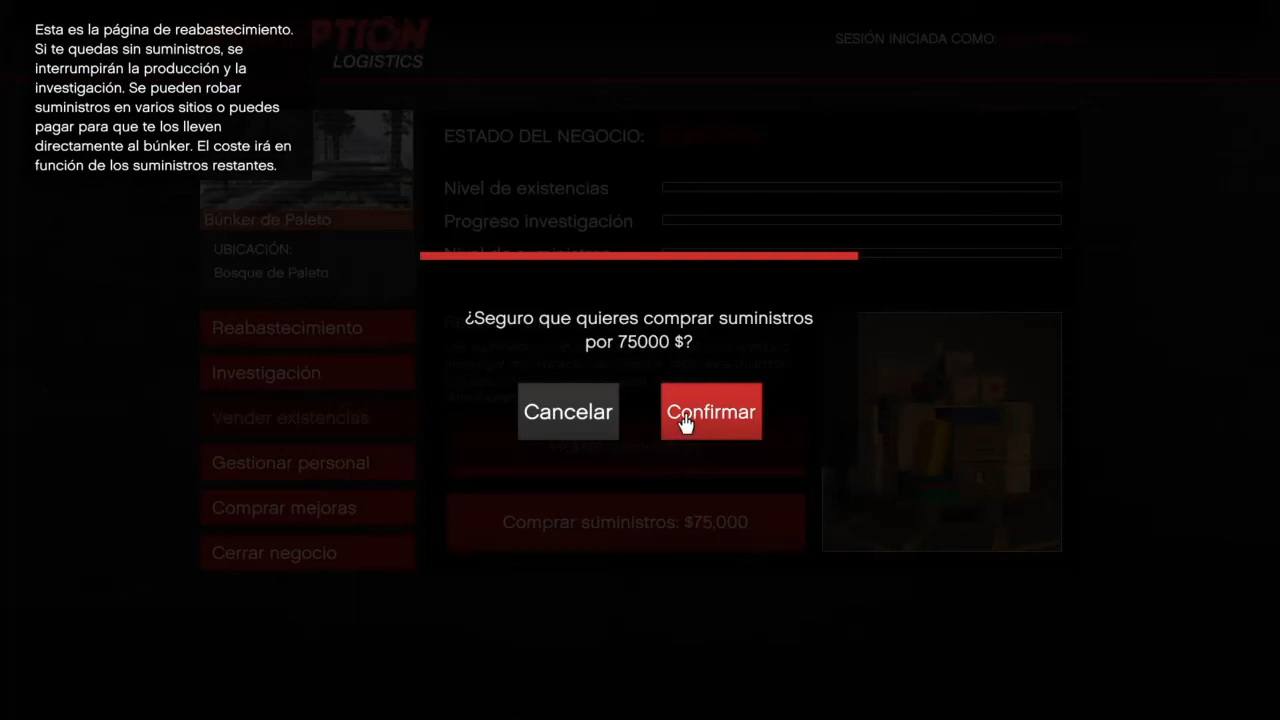 Esta es la página de reabastecimiento.
Si te quedas sin suministros, se
interrumpirán la producción y la
investigación. Se pueden robar
suministros en varios sitios o puedes
pagar para que te los lleven
directamente al búnker. El coste irá en
función de los suministros restantes.
LOGISTICS
SESIÓN INICIADA COMO:
Búnker de Paleto
UBICACIÓN:
Bosque de Paleto
ESTADO DEL NEGOCIO:
Nivel de existencias
Progreso investigación
Nivel de suministros
¿Seguro que quieres comprar suministros
por 75000 $?
Cancelar
Confirmar
Reabastecimiento
Investigación
Vender existencias
Gestionar personal
Comprar mejoras
Cerrar negocio
Comprar suministros: $75,000